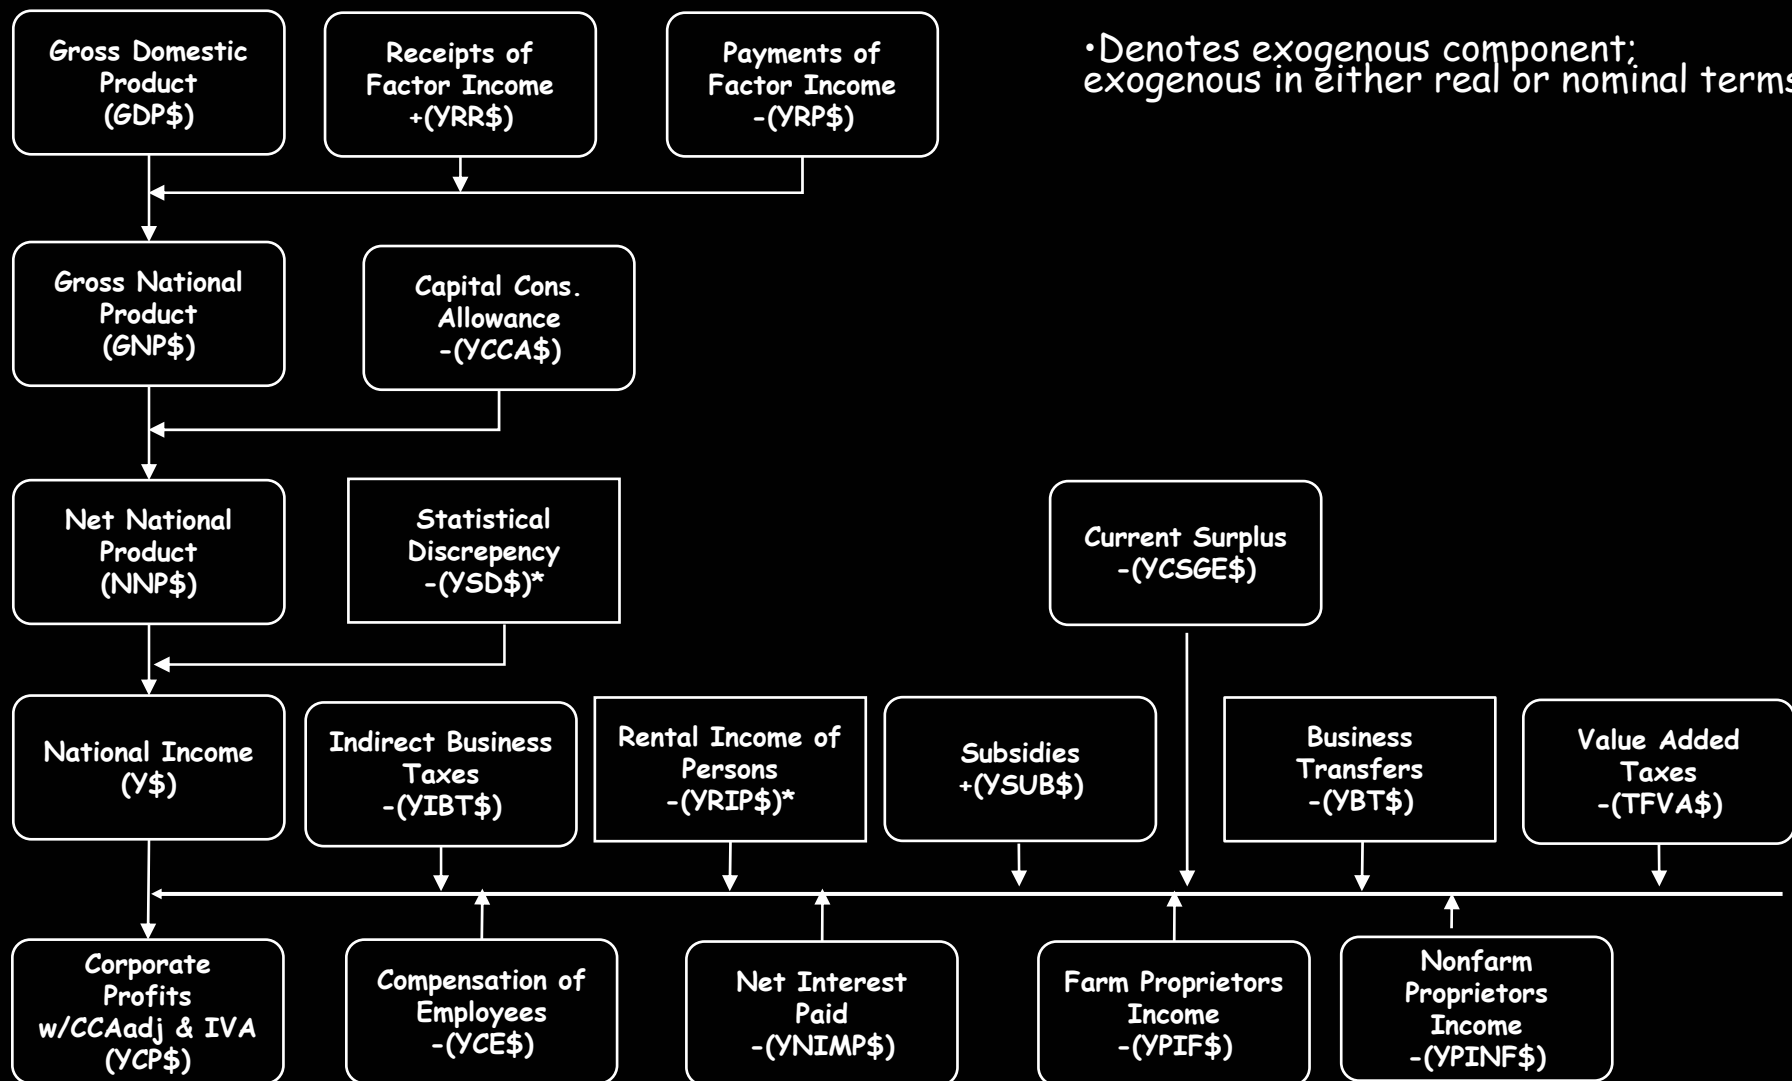 Gross Domestic
Product
(GDP$)
Receipts of
Factor Income
+(YRR$)
Payments of
Factor Income
-(YRP$)
•Denotes exogenous component;
exogenous in either real or nominal terms
Gross National
Product
(GNP$)
Capital Cons.
Allowance
-(YCCA$)
Net National
Product
(NNP$)
Statistical
Discrepency
-(YSD$)*
Current Surplus
-(YCSGE$)
National Income
(Y$)
Indirect Business
Taxes
-(YIBT$)
Rental Income of
Persons
-(YRIP$)*
Subsidies
+(YSUB$)
Business
Transfers
-(YBT$)
Value Added
Taxes
-(TFVA$)
Corporate
Profits
w/CCAadj & IVA
(YCP$)
Compensation of
Employees
-(YCE$)
Net Interest
Paid
-(YNIMP$)
Farm Proprietors
Income
-(YPIF$)
Nonfarm
Proprietors
Income
-(YPINF$)